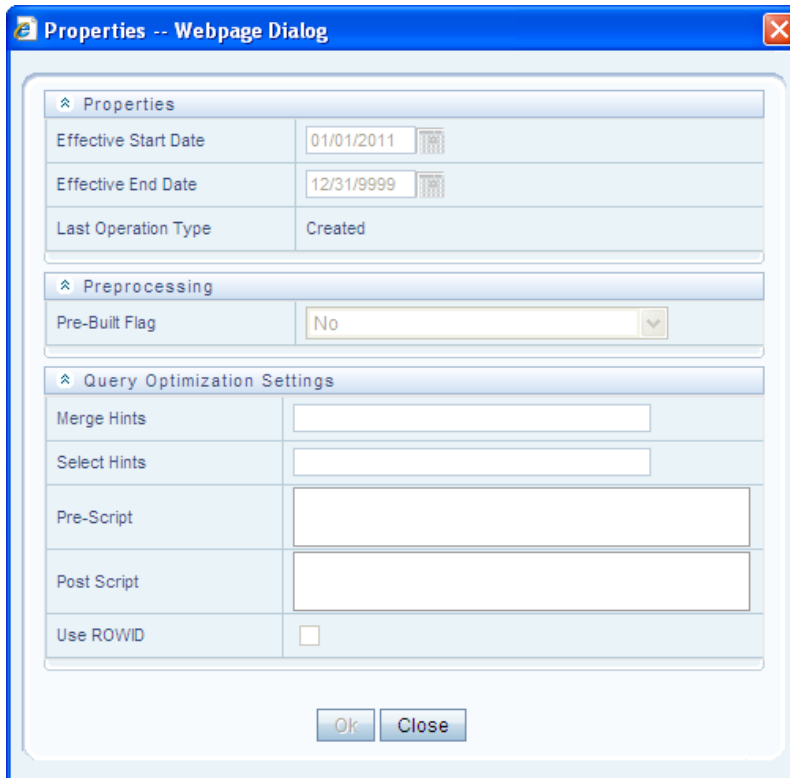 Properties -- Webpage Dialog
Properties
Effective Start Date 01/01/2011
Effective End Date 12/31/9999
Last Operation Type Created
Preprocessing
Pre-Built Flag No
Query Optimization Settings
Merge Hints
Select Hints
Pre-Script
Post Script
Use ROWID
Ok Close